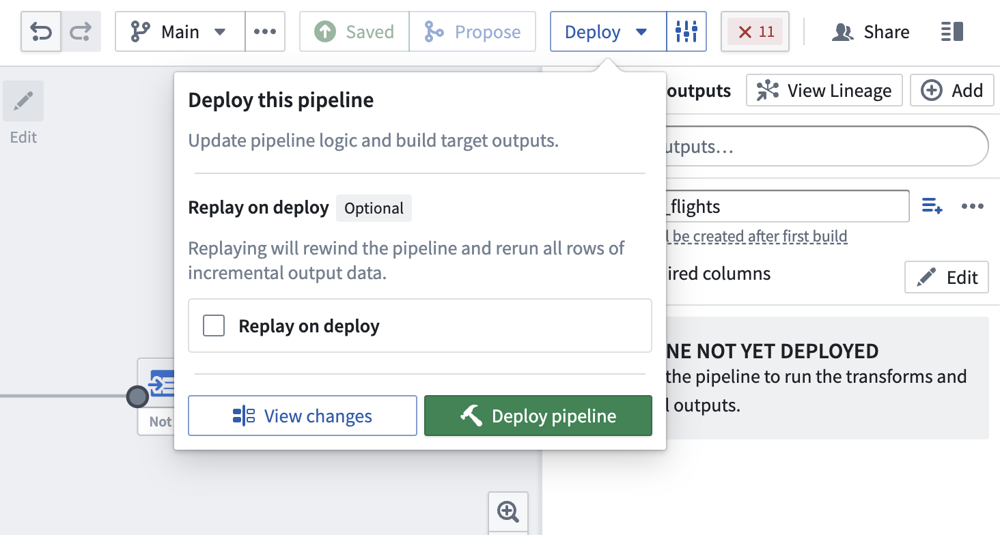 Main
Saved
Propose
Deploy
11
Share
Edit
Deploy this pipeline
Update pipeline logic and build target outputs.
Replay on deploy Optional
Replaying will rewind the pipeline and rerun all rows of
incremental output data.
Replay on deploy
View changes
Deploy pipeline
outputs
View Lineage
Add
utputs…
_flights
l be created after first build
ired columns
Edit
NE NOT YET DEPLOYED
the pipeline to run the transforms and
l outputs.
Not